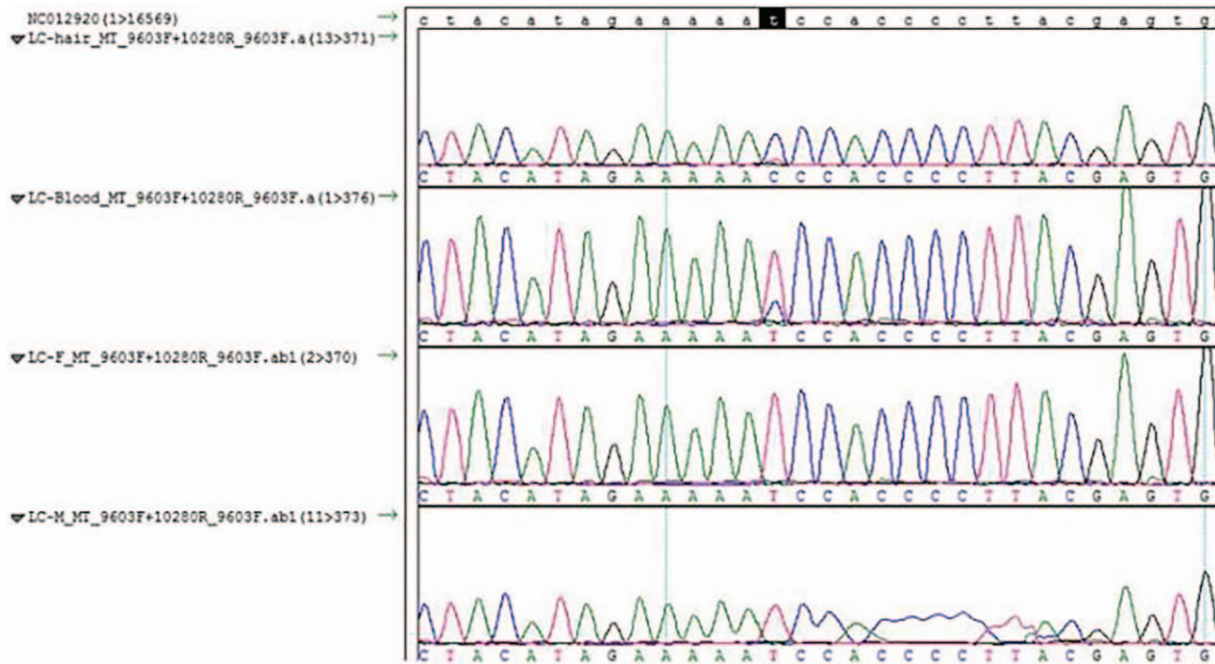 NC012920(1>16569) → c t a c a t a g a a a a a t c c a c c c c t t a c g a g t g
LC-hair_MT_9603F+10280R_9603F.a(13>371) →
C T A C A T A G A A A A A C C C A C C C C T T A C G A G T G
LC-Blood_MT_9603F+10280R_9603F.a(1>376) →
C T A C A T A G A A A A A T C C A C C C C T T A C G A G T G
LC-F_MT_9603F+10280R_9603F.ab1(2>370) →
C T A C A T A G A A A A A T C C A C C C C T T A C G A G T G
LC-M_MT_9603F+10280R_9603F.ab1(11>373) →
C T A C A T A G A A A A A T C C A C C C C T T A C G A G T G